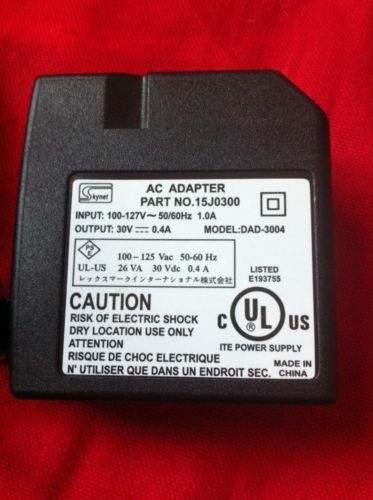 Skynet
AC ADAPTER
PART NO.15J0300
INPUT: 100-127V～ 50/60Hz 1.0A
OUTPUT: 30V ⎓ 0.4A MODEL:DAD-3004
PS E
100 - 125 Vac 50-60 Hz
UL-US 26 VA 30 Vdc 0.4 A
レックスマークインターナショナル株式会社
LISTED
E193755
CAUTION
RISK OF ELECTRIC SHOCK
DRY LOCATION USE ONLY
ATTENTION
RISQUE DE CHOC ELECTRIQUE
N' UTILISER QUE DANS UN ENDROIT SEC.
C UL US
ITE POWER SUPPLY
MADE IN
CHINA